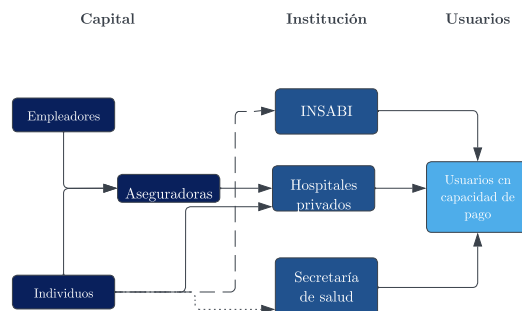 Capital
Institución
Usuarios
Empleadores
INSABI
Aseguradoras
Hospitales
privados
Usuarios en
capacidad de
pago
Individuos
Secretaría
de salud